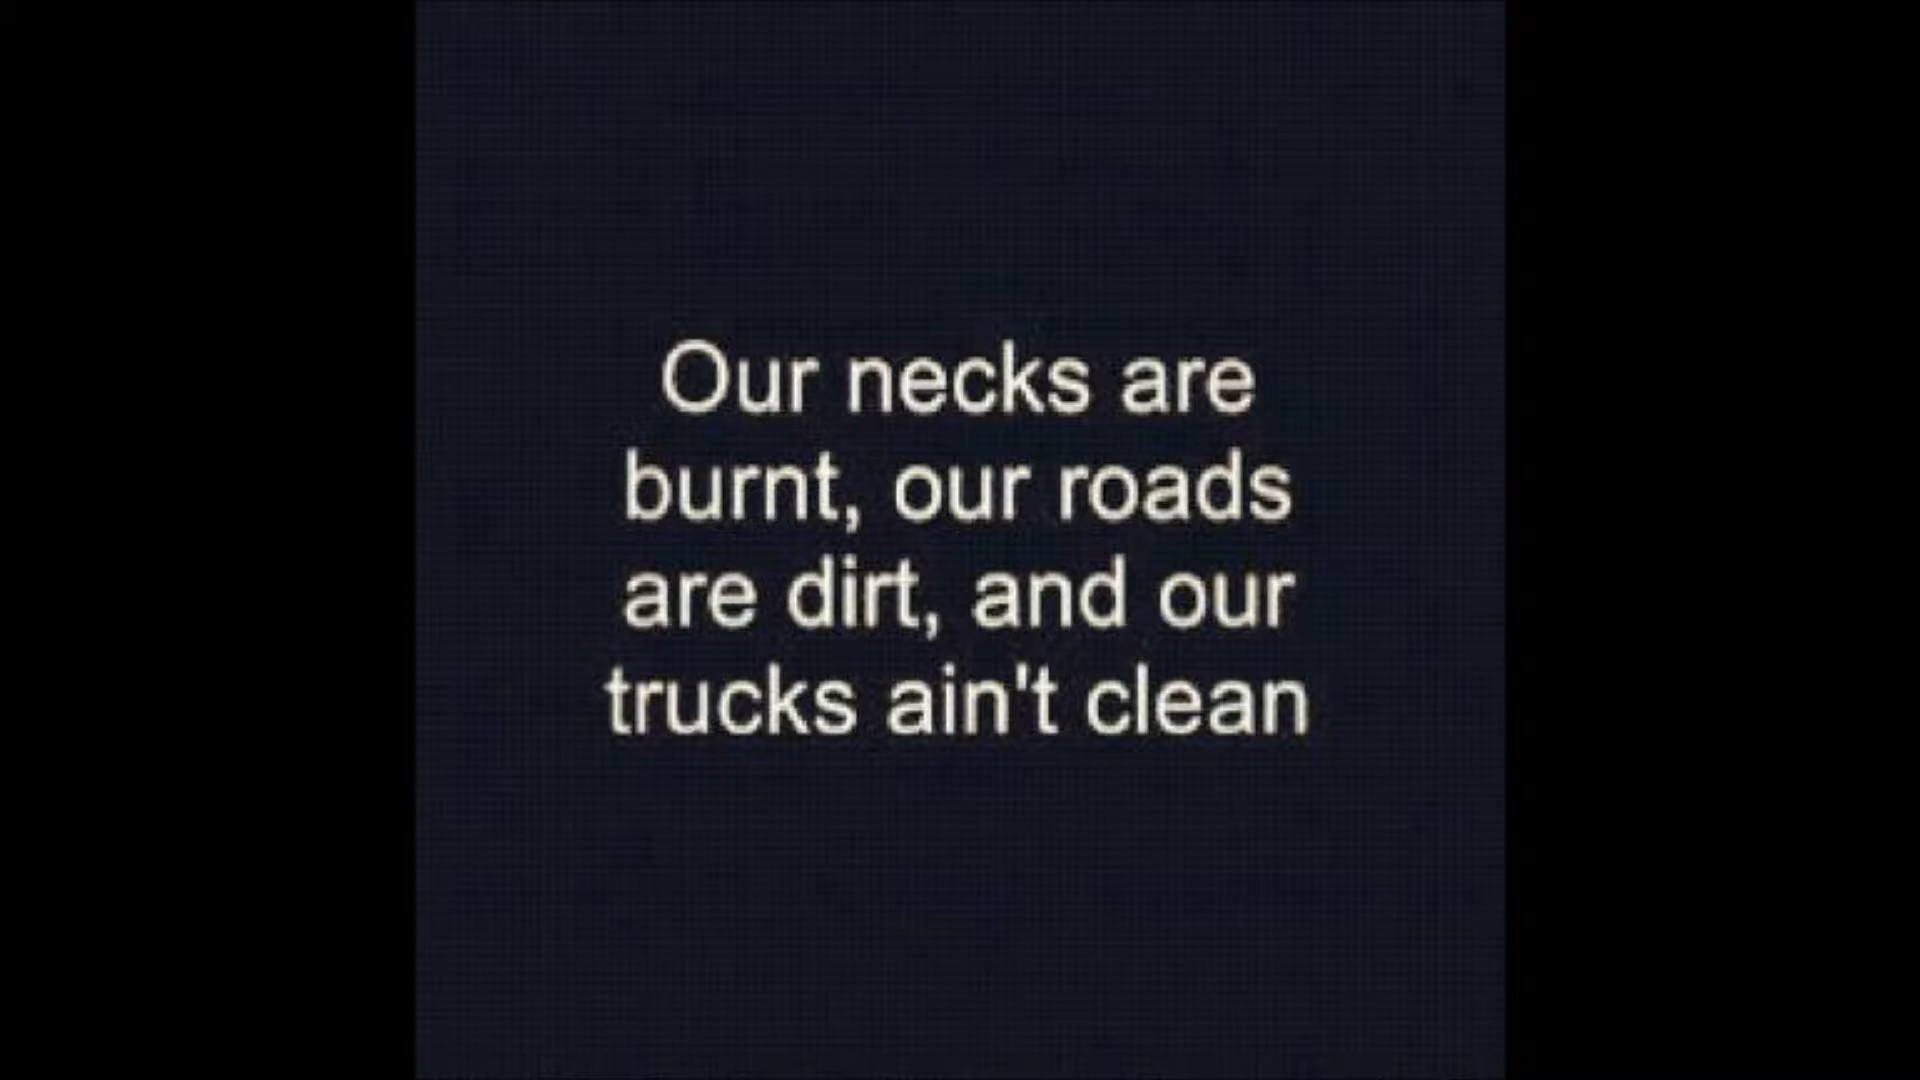 Our necks are
burnt, our roads
are dirt, and our
trucks ain't clean